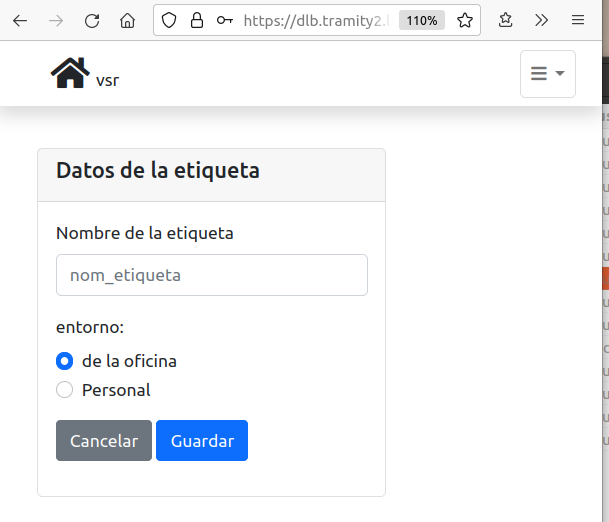 https://dlb.tramity2.l
110%
vsr
Datos de la etiqueta
Nombre de la etiqueta
nom_etiqueta
entorno:
de la oficina
Personal
Cancelar Guardar